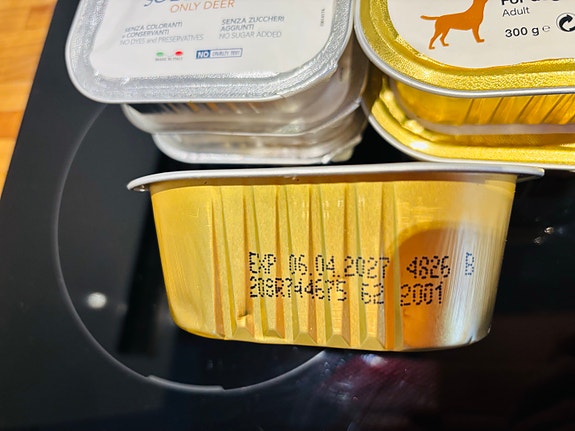 ONLY DEER
SENZA COLORANTI
e CONSERVANTI
NO DYES and PRESERVATIVES
SENZA ZUCCHERI
AGGIUNTI
NO SUGAR ADDED
NO CRUELTY TEST
Adult
300 g e
EXP 06.04.2027 4826 B
208R744675 62 2001